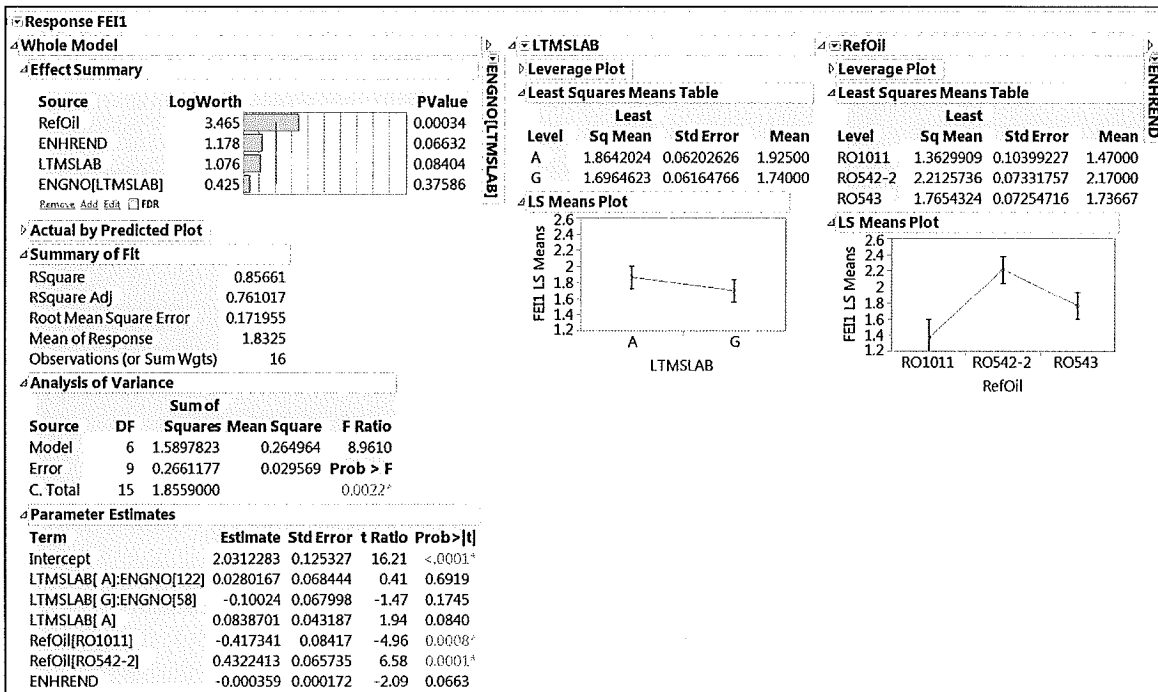 Response FEI1
Whole Model
Effect Summary
Source LogWorth PValue
RefOil 3.465 0.00034
ENHREND 1.178 0.06632
LTMSLAB 1.076 0.08404
ENGNO[LTMSLAB] 0.425 0.37586
Remove Add Edit FDR
Actual by Predicted Plot
Summary of Fit
RSquare 0.85661
RSquare Adj 0.761017
Root Mean Square Error 0.171955
Mean of Response 1.8325
Observations (or Sum Wgts) 16
Analysis of Variance
Sum of
Source DF Squares Mean Square F Ratio
Model 6 1.5897823 0.264964 8.9610
Error 9 0.2661177 0.029569 Prob > F
C. Total 15 1.8559000 0.0022*
Parameter Estimates
Term Estimate Std Error t Ratio Prob>|t|
Intercept 2.0312283 0.125327 16.21 <.0001*
LTMSLAB[ A]:ENGNO[122] 0.0280167 0.068444 0.41 0.6919
LTMSLAB[ G]:ENGNO[58] -0.10024 0.067998 -1.47 0.1745
LTMSLAB[ A] 0.0838701 0.043187 1.94 0.0840
RefOil[RO1011] -0.417341 0.08417 -4.96 0.0008*
RefOil[RO542-2] 0.4322413 0.065735 6.58 0.0001*
ENHREND -0.000359 0.000172 -2.09 0.0663
ENGNO[LTMSLAB]
LTMSLAB
Leverage Plot
Least Squares Means Table
Least
Level Sq Mean Std Error Mean
A 1.8642024 0.06202626 1.92500
G 1.6964623 0.06164766 1.74000
LS Means Plot
FEI1 LS Means
2.6
2.4
2.2
2
1.8
1.6
1.4
1.2
A G
LTMSLAB
RefOil
Leverage Plot
Least Squares Means Table
Least
Level Sq Mean Std Error Mean
RO1011 1.3629909 0.10399227 1.47000
RO542-2 2.2125736 0.07331757 2.17000
RO543 1.7654324 0.07254716 1.73667
LS Means Plot
FEI1 LS Means
2.6
2.4
2.2
2
1.8
1.6
1.4
1.2
RO1011 RO542-2 RO543
RefOil
ENHREND